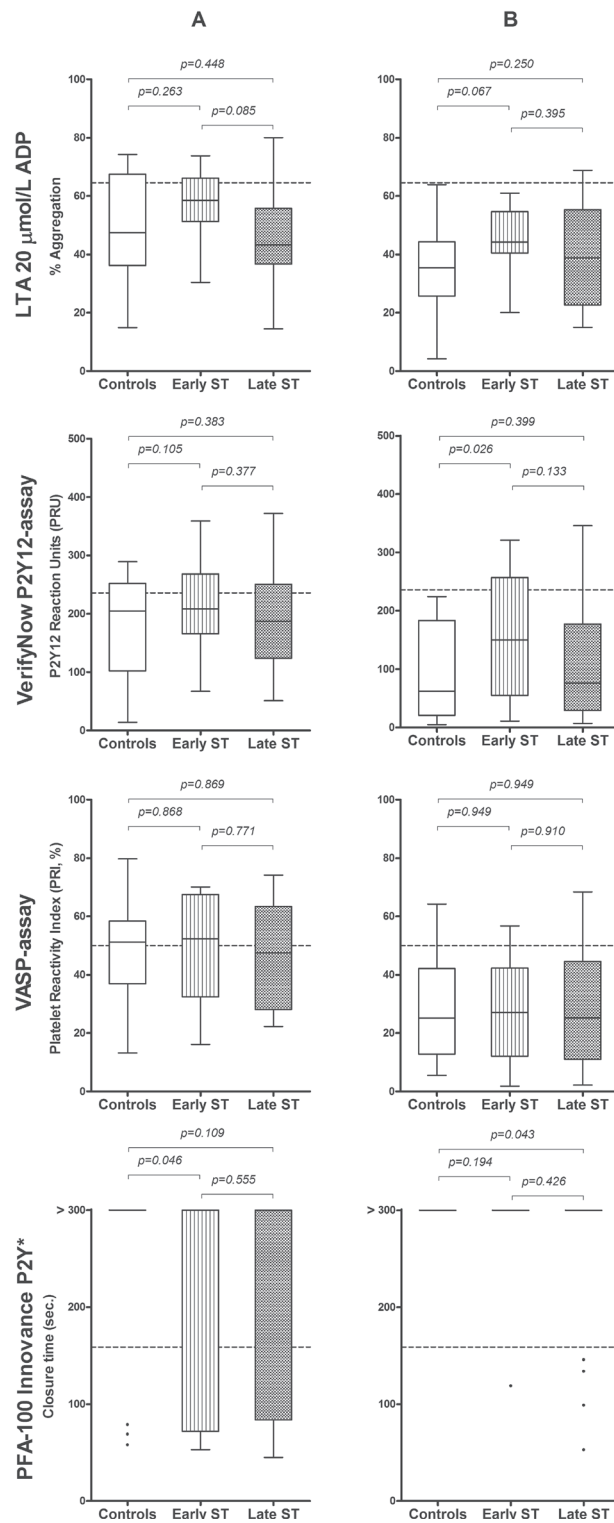 A
B
LTA 20 μmol/L ADP
% Aggregation
p=0.448
p=0.263
p=0.085
100
80
60
40
20
0
Controls Early ST Late ST
p=0.250
p=0.067
p=0.395
100
80
60
40
20
0
Controls Early ST Late ST
VerifyNow P2Y12-assay
P2Y12 Reaction Units (PRU)
p=0.383
p=0.105
p=0.377
500
400
300
200
100
0
Controls Early ST Late ST
p=0.399
p=0.026
p=0.133
500
400
300
200
100
0
Controls Early ST Late ST
VASP-assay
Platelet Reactivity Index (PRI, %)
p=0.869
p=0.868
p=0.771
100
80
60
40
20
0
Controls Early ST Late ST
p=0.949
p=0.949
p=0.910
100
80
60
40
20
0
Controls Early ST Late ST
PFA-100 Innovance P2Y*
Closure time (sec.)
p=0.109
p=0.046
p=0.555
> 300
200
100
0
Controls Early ST Late ST
p=0.043
p=0.194
p=0.426
> 300
200
100
0
Controls Early ST Late ST